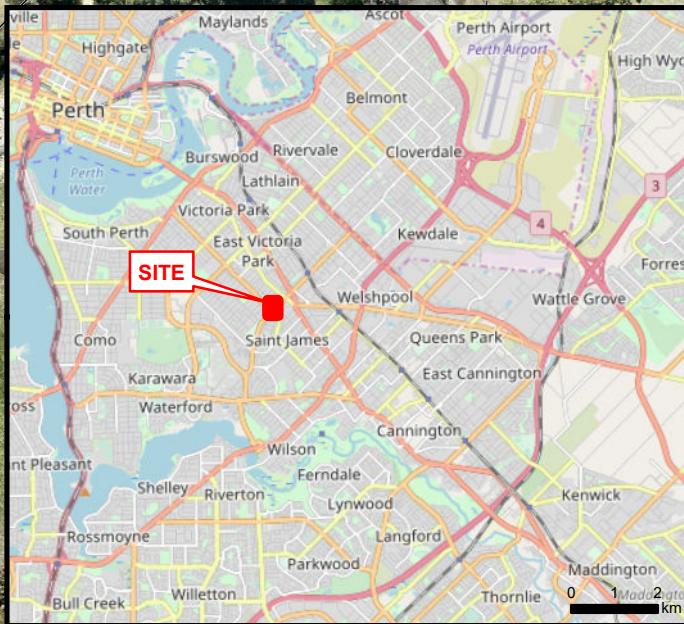 ville
Maylands
Ascot
Perth Airport
Perth Airport
Highgate
High Wyc
Perth
Belmont
Burswood
Rivervale
Cloverdale
Perth
Water
Lathlain
3
Victoria Park
4
South Perth
East Victoria
Park
Kewdale
Forres
SITE
Welshpool
Wattle Grove
Como
Saint James
Queens Park
Karawara
East Cannington
oss
Waterford
Cannington
Wilson
nt Pleasant
Ferndale
Shelley
Riverton
Kenwick
Lynwood
Rossmoyne
Langford
Parkwood
Maddington
Willetton
Thornlie
Bull Creek
0
1
2
km